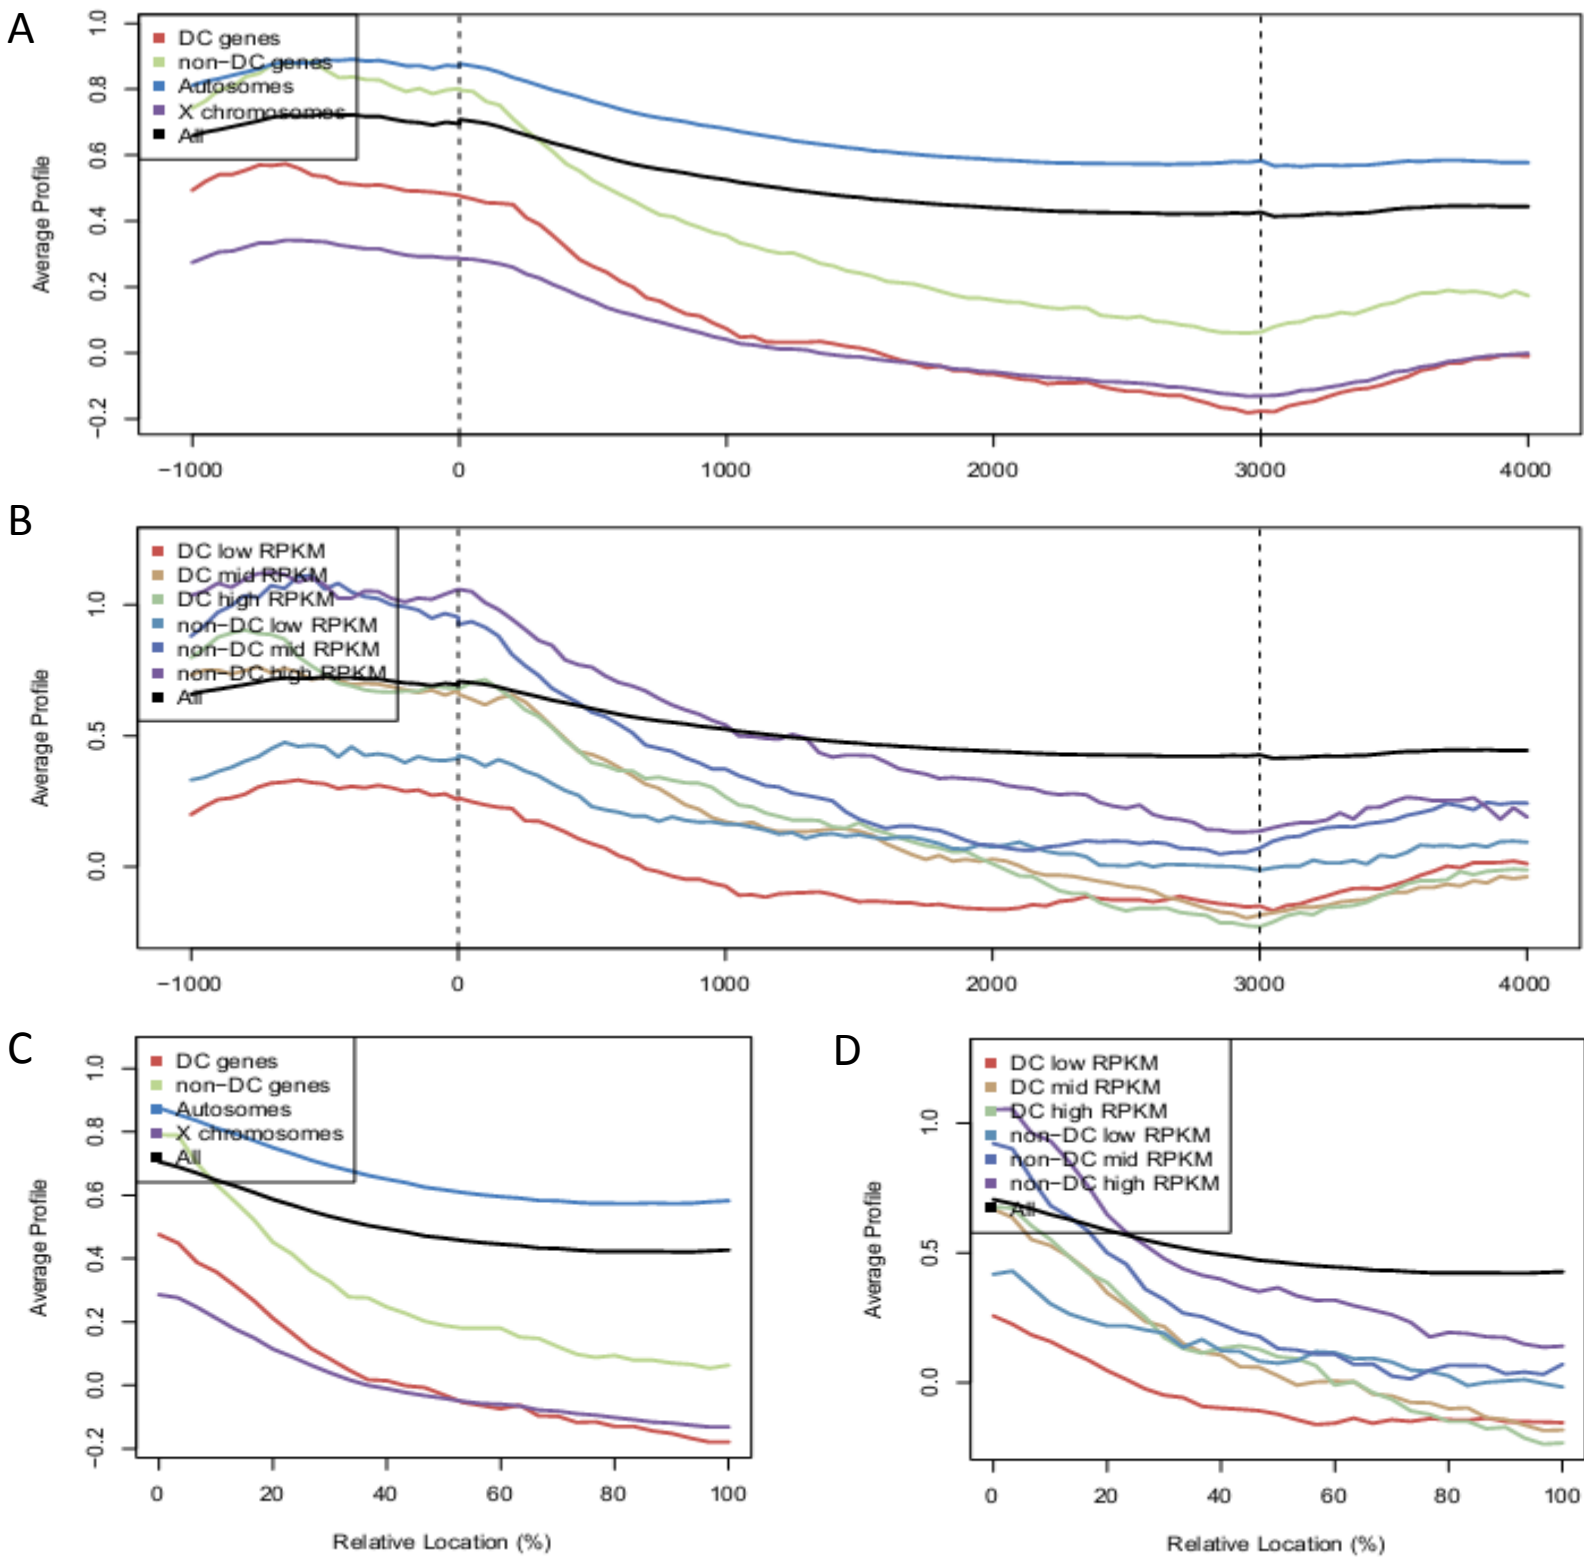 A
DC genes
non-DC genes
Autosomes
X chromosomes
All
Average Profile
1.0
0.8
0.6
0.4
0.2
0.0
−0.2
−1000 0 1000 2000 3000 4000
B
DC low RPKM
DC mid RPKM
DC high RPKM
non-DC low RPKM
non-DC mid RPKM
non-DC high RPKM
All
Average Profile
1.0
0.5
0.0
−1000 0 1000 2000 3000 4000
C
DC genes
non-DC genes
Autosomes
X chromosomes
All
Average Profile
1.0
0.8
0.6
0.4
0.2
0.0
−0.2
0 20 40 60 80 100
Relative Location (%)
D
DC low RPKM
DC mid RPKM
DC high RPKM
non-DC low RPKM
non-DC mid RPKM
non-DC high RPKM
All
Average Profile
1.0
0.5
0.0
0 20 40 60 80 100
Relative Location (%)